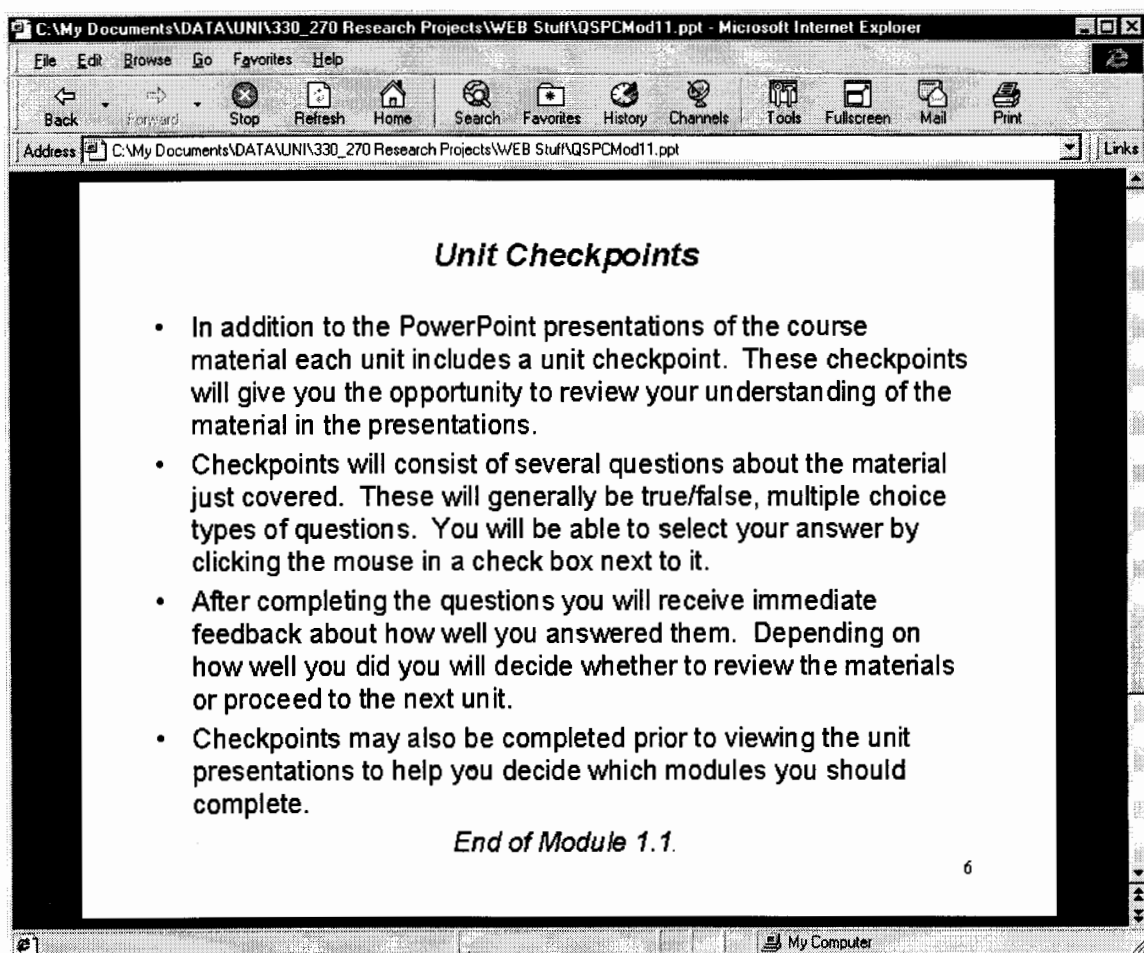 C:\My Documents\DATA\UNI\330_270 Research Projects\WEB Stuff\QSPCMod11.ppt - Microsoft Internet Explorer
File Edit Browse Go Favorites Help
Back Forward Stop Refresh Home Search Favorites History Channels Tools Fullscreen Mail Print
Address C:\My Documents\DATA\UNI\330_270 Research Projects\WEB Stuff\QSPCMod11.ppt Links
Unit Checkpoints
• In addition to the PowerPoint presentations of the course
material each unit includes a unit checkpoint. These checkpoints
will give you the opportunity to review your understanding of the
material in the presentations.
• Checkpoints will consist of several questions about the material
just covered. These will generally be true/false, multiple choice
types of questions. You will be able to select your answer by
clicking the mouse in a check box next to it.
• After completing the questions you will receive immediate
feedback about how well you answered them. Depending on
how well you did you will decide whether to review the materials
or proceed to the next unit.
• Checkpoints may also be completed prior to viewing the unit
presentations to help you decide which modules you should
complete.
End of Module 1.1.
6
My Computer